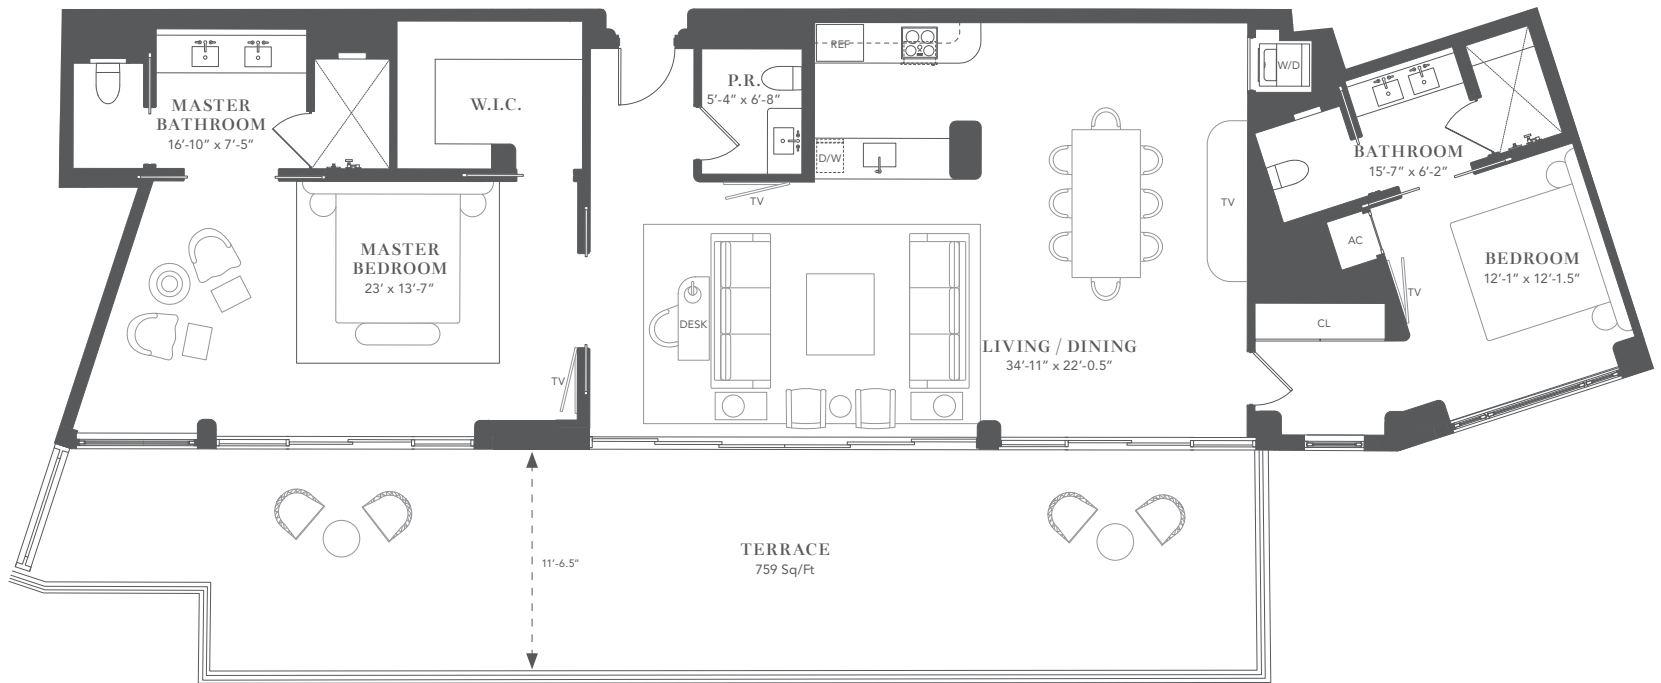 MASTER
BATHROOM
16’-10” x 7’-5”
W.I.C.
P.R.
5’-4” x 6’-8”
REF
D/W
W/D
BATHROOM
15’-7” x 6’-2”
TV
TV
AC
MASTER
BEDROOM
23’ x 13’-7”
BEDROOM
12’-1” x 12’-1.5”
TV
DESK
CL
LIVING / DINING
34’-11” x 22’-0.5”
TV
TERRACE
759 Sq/Ft
11’-6.5”